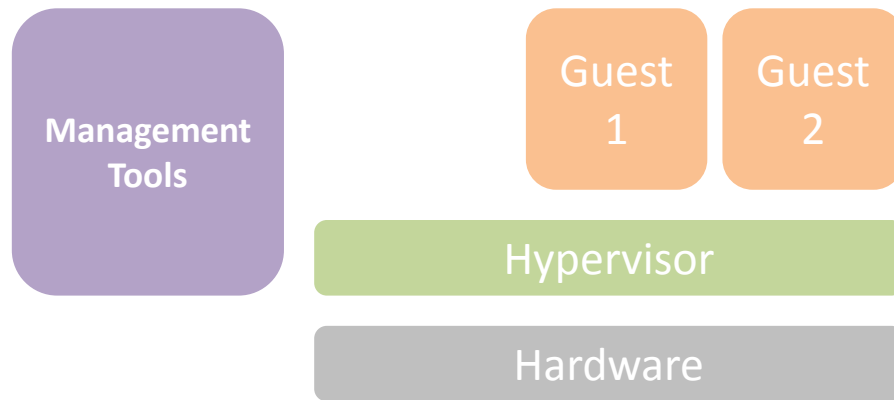 Management
Tools
Guest
1
Guest
2
Hypervisor
Hardware